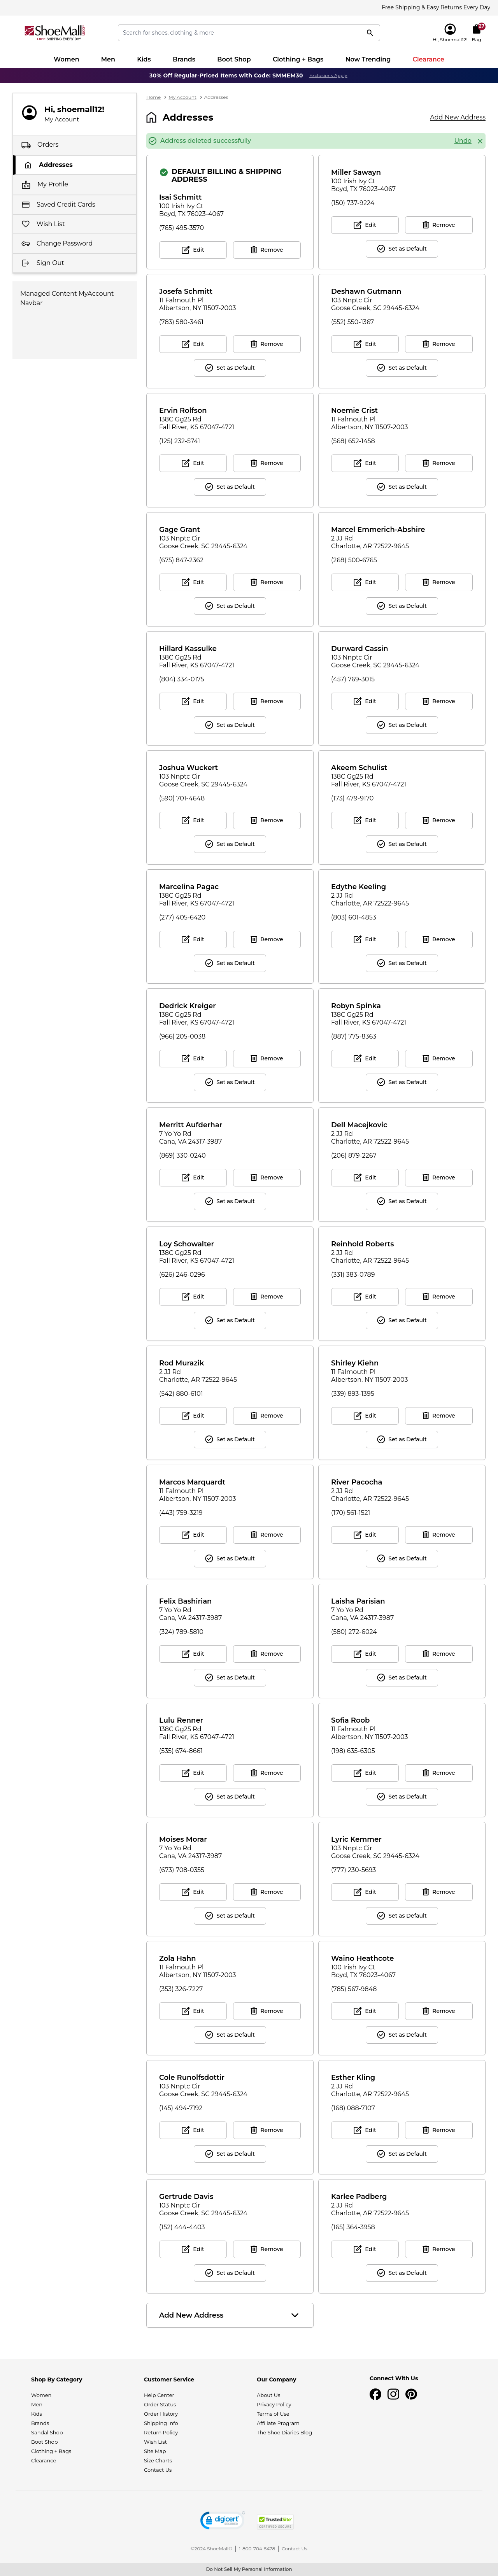 Free Shipping & Easy Returns Every Day
ShoeMall
FREE SHIPPING EVERY DAY
Search for shoes, clothing & more
Hi, Shoemall12!
27
Bag
Women
Men
Kids
Brands
Boot Shop
Clothing + Bags
Now Trending
Clearance
30% Off Regular-Priced Items with Code: SMMEM30
Exclusions Apply
Hi, shoemall12!
My Account
Orders
Addresses
My Profile
Saved Credit Cards
Wish List
Change Password
Sign Out
Managed Content MyAccount
Navbar
Home > My Account > Addresses
Addresses
Add New Address
Address deleted successfully
Undo
DEFAULT BILLING & SHIPPING
ADDRESS
Isai Schmitt
100 Irish Ivy Ct
Boyd, TX 76023-4067
(765) 495-3570
Edit
Remove
Miller Sawayn
100 Irish Ivy Ct
Boyd, TX 76023-4067
(150) 737-9224
Edit
Remove
Set as Default
Josefa Schmitt
11 Falmouth Pl
Albertson, NY 11507-2003
(783) 580-3461
Edit
Remove
Set as Default
Deshawn Gutmann
103 Nnptc Cir
Goose Creek, SC 29445-6324
(552) 550-1367
Edit
Remove
Set as Default
Ervin Rolfson
138C Gg25 Rd
Fall River, KS 67047-4721
(125) 232-5741
Edit
Remove
Set as Default
Noemie Crist
11 Falmouth Pl
Albertson, NY 11507-2003
(568) 652-1458
Edit
Remove
Set as Default
Gage Grant
103 Nnptc Cir
Goose Creek, SC 29445-6324
(675) 847-2362
Edit
Remove
Set as Default
Marcel Emmerich-Abshire
2 JJ Rd
Charlotte, AR 72522-9645
(268) 500-6765
Edit
Remove
Set as Default
Hillard Kassulke
138C Gg25 Rd
Fall River, KS 67047-4721
(804) 334-0175
Edit
Remove
Set as Default
Durward Cassin
103 Nnptc Cir
Goose Creek, SC 29445-6324
(457) 769-3015
Edit
Remove
Set as Default
Joshua Wuckert
103 Nnptc Cir
Goose Creek, SC 29445-6324
(590) 701-4648
Edit
Remove
Set as Default
Akeem Schulist
138C Gg25 Rd
Fall River, KS 67047-4721
(173) 479-9170
Edit
Remove
Set as Default
Marcelina Pagac
138C Gg25 Rd
Fall River, KS 67047-4721
(277) 405-6420
Edit
Remove
Set as Default
Edythe Keeling
2 JJ Rd
Charlotte, AR 72522-9645
(803) 601-4853
Edit
Remove
Set as Default
Dedrick Kreiger
138C Gg25 Rd
Fall River, KS 67047-4721
(966) 205-0038
Edit
Remove
Set as Default
Robyn Spinka
138C Gg25 Rd
Fall River, KS 67047-4721
(887) 775-8363
Edit
Remove
Set as Default
Merritt Aufderhar
7 Yo Yo Rd
Cana, VA 24317-3987
(869) 330-0240
Edit
Remove
Set as Default
Dell Macejkovic
2 JJ Rd
Charlotte, AR 72522-9645
(206) 879-2267
Edit
Remove
Set as Default
Loy Schowalter
138C Gg25 Rd
Fall River, KS 67047-4721
(626) 246-0296
Edit
Remove
Set as Default
Reinhold Roberts
2 JJ Rd
Charlotte, AR 72522-9645
(331) 383-0789
Edit
Remove
Set as Default
Rod Murazik
2 JJ Rd
Charlotte, AR 72522-9645
(542) 880-6101
Edit
Remove
Set as Default
Shirley Kiehn
11 Falmouth Pl
Albertson, NY 11507-2003
(339) 893-1395
Edit
Remove
Set as Default
Marcos Marquardt
11 Falmouth Pl
Albertson, NY 11507-2003
(443) 759-3219
Edit
Remove
Set as Default
River Pacocha
2 JJ Rd
Charlotte, AR 72522-9645
(170) 561-1521
Edit
Remove
Set as Default
Felix Bashirian
7 Yo Yo Rd
Cana, VA 24317-3987
(324) 789-5810
Edit
Remove
Set as Default
Laisha Parisian
7 Yo Yo Rd
Cana, VA 24317-3987
(580) 272-6024
Edit
Remove
Set as Default
Lulu Renner
138C Gg25 Rd
Fall River, KS 67047-4721
(535) 674-8661
Edit
Remove
Set as Default
Sofia Roob
11 Falmouth Pl
Albertson, NY 11507-2003
(198) 635-6305
Edit
Remove
Set as Default
Moises Morar
7 Yo Yo Rd
Cana, VA 24317-3987
(673) 708-0355
Edit
Remove
Set as Default
Lyric Kemmer
103 Nnptc Cir
Goose Creek, SC 29445-6324
(777) 230-5693
Edit
Remove
Set as Default
Zola Hahn
11 Falmouth Pl
Albertson, NY 11507-2003
(353) 326-7227
Edit
Remove
Set as Default
Waino Heathcote
100 Irish Ivy Ct
Boyd, TX 76023-4067
(785) 567-9848
Edit
Remove
Set as Default
Cole Runolfsdottir
103 Nnptc Cir
Goose Creek, SC 29445-6324
(145) 494-7192
Edit
Remove
Set as Default
Esther Kling
2 JJ Rd
Charlotte, AR 72522-9645
(168) 088-7107
Edit
Remove
Set as Default
Gertrude Davis
103 Nnptc Cir
Goose Creek, SC 29445-6324
(152) 444-4403
Edit
Remove
Set as Default
Karlee Padberg
2 JJ Rd
Charlotte, AR 72522-9645
(165) 364-3958
Edit
Remove
Set as Default
Add New Address
Shop By Category
Women
Men
Kids
Brands
Sandal Shop
Boot Shop
Clothing + Bags
Clearance
Customer Service
Help Center
Order Status
Order History
Shipping Info
Return Policy
Wish List
Site Map
Size Charts
Contact Us
Our Company
About Us
Privacy Policy
Terms of Use
Affiliate Program
The Shoe Diaries Blog
Connect With Us
digicert
TrustedSite
CERTIFIED SECURE
©2024 ShoeMall® | 1-800-704-5478 | Contact Us
Do Not Sell My Personal Information